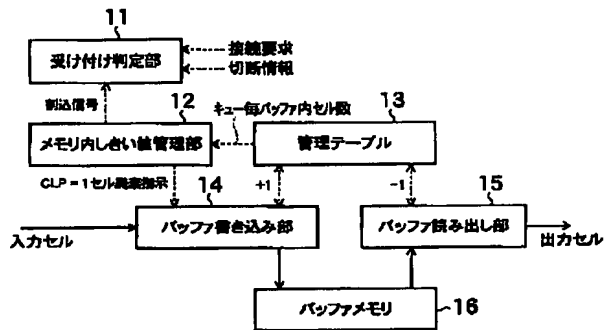 11
受け付け判定部
接続要求
切断情報
割込信号
12
メモリ内しきい値管理部
キュー毎バッファ内セル数
13
管理テーブル
CLP=1セル廃棄指示
+1
-1
14
バッファ書き込み部
15
バッファ読み出し部
入力セル
出力セル
バッファメモリ
16